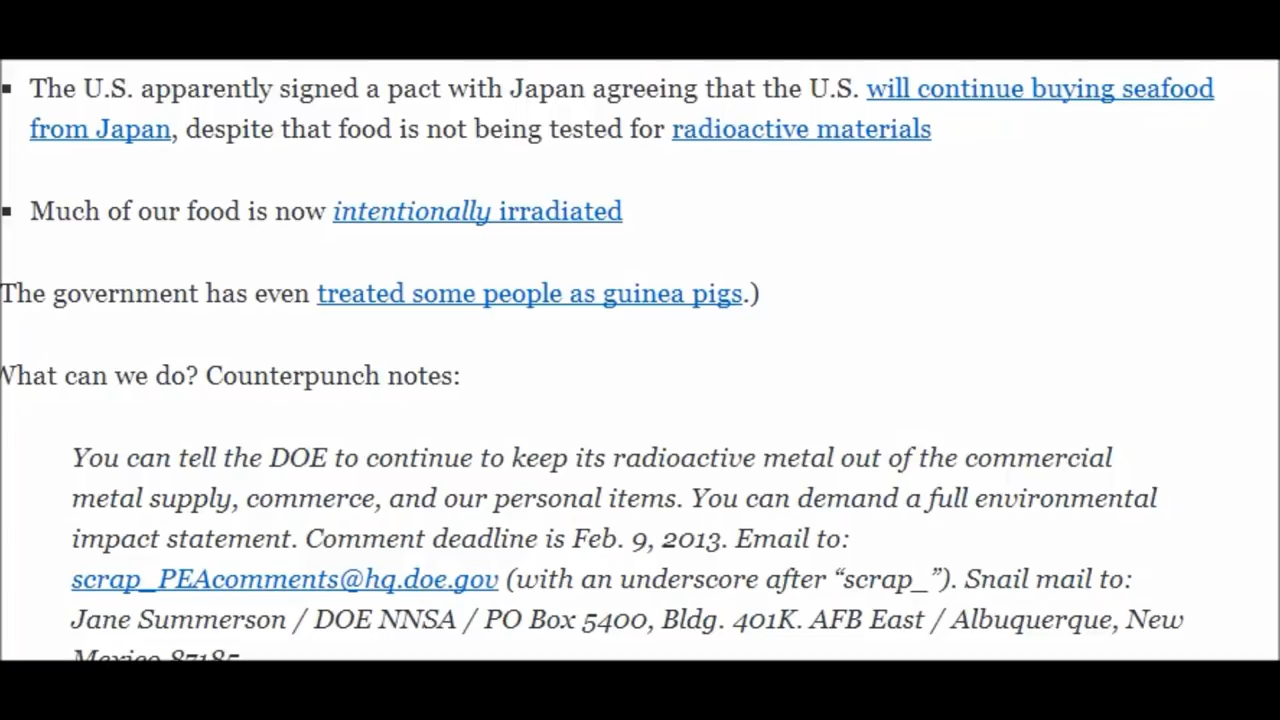 ▪ The U.S. apparently signed a pact with Japan agreeing that the U.S. will continue buying seafood
from Japan, despite that food is not being tested for radioactive materials
▪ Much of our food is now intentionally irradiated
The government has even treated some people as guinea pigs.)
What can we do? Counterpunch notes:
You can tell the DOE to continue to keep its radioactive metal out of the commercial
metal supply, commerce, and our personal items. You can demand a full environmental
impact statement. Comment deadline is Feb. 9, 2013. Email to:
scrap_PEAcomments@hq.doe.gov (with an underscore after “scrap_”). Snail mail to:
Jane Summerson / DOE NNSA / PO Box 5400, Bldg. 401K. AFB East / Albuquerque, New
Mexico 87185